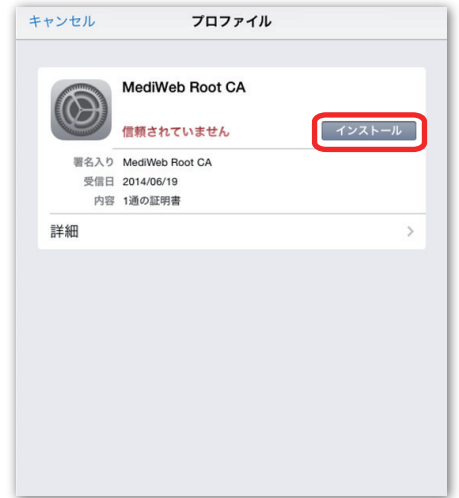 キャンセル プロファイル
MediWeb Root CA
信頼されていません インストール
署名入り MediWeb Root CA
受信日 2014/06/19
内容 1通の証明書
詳細